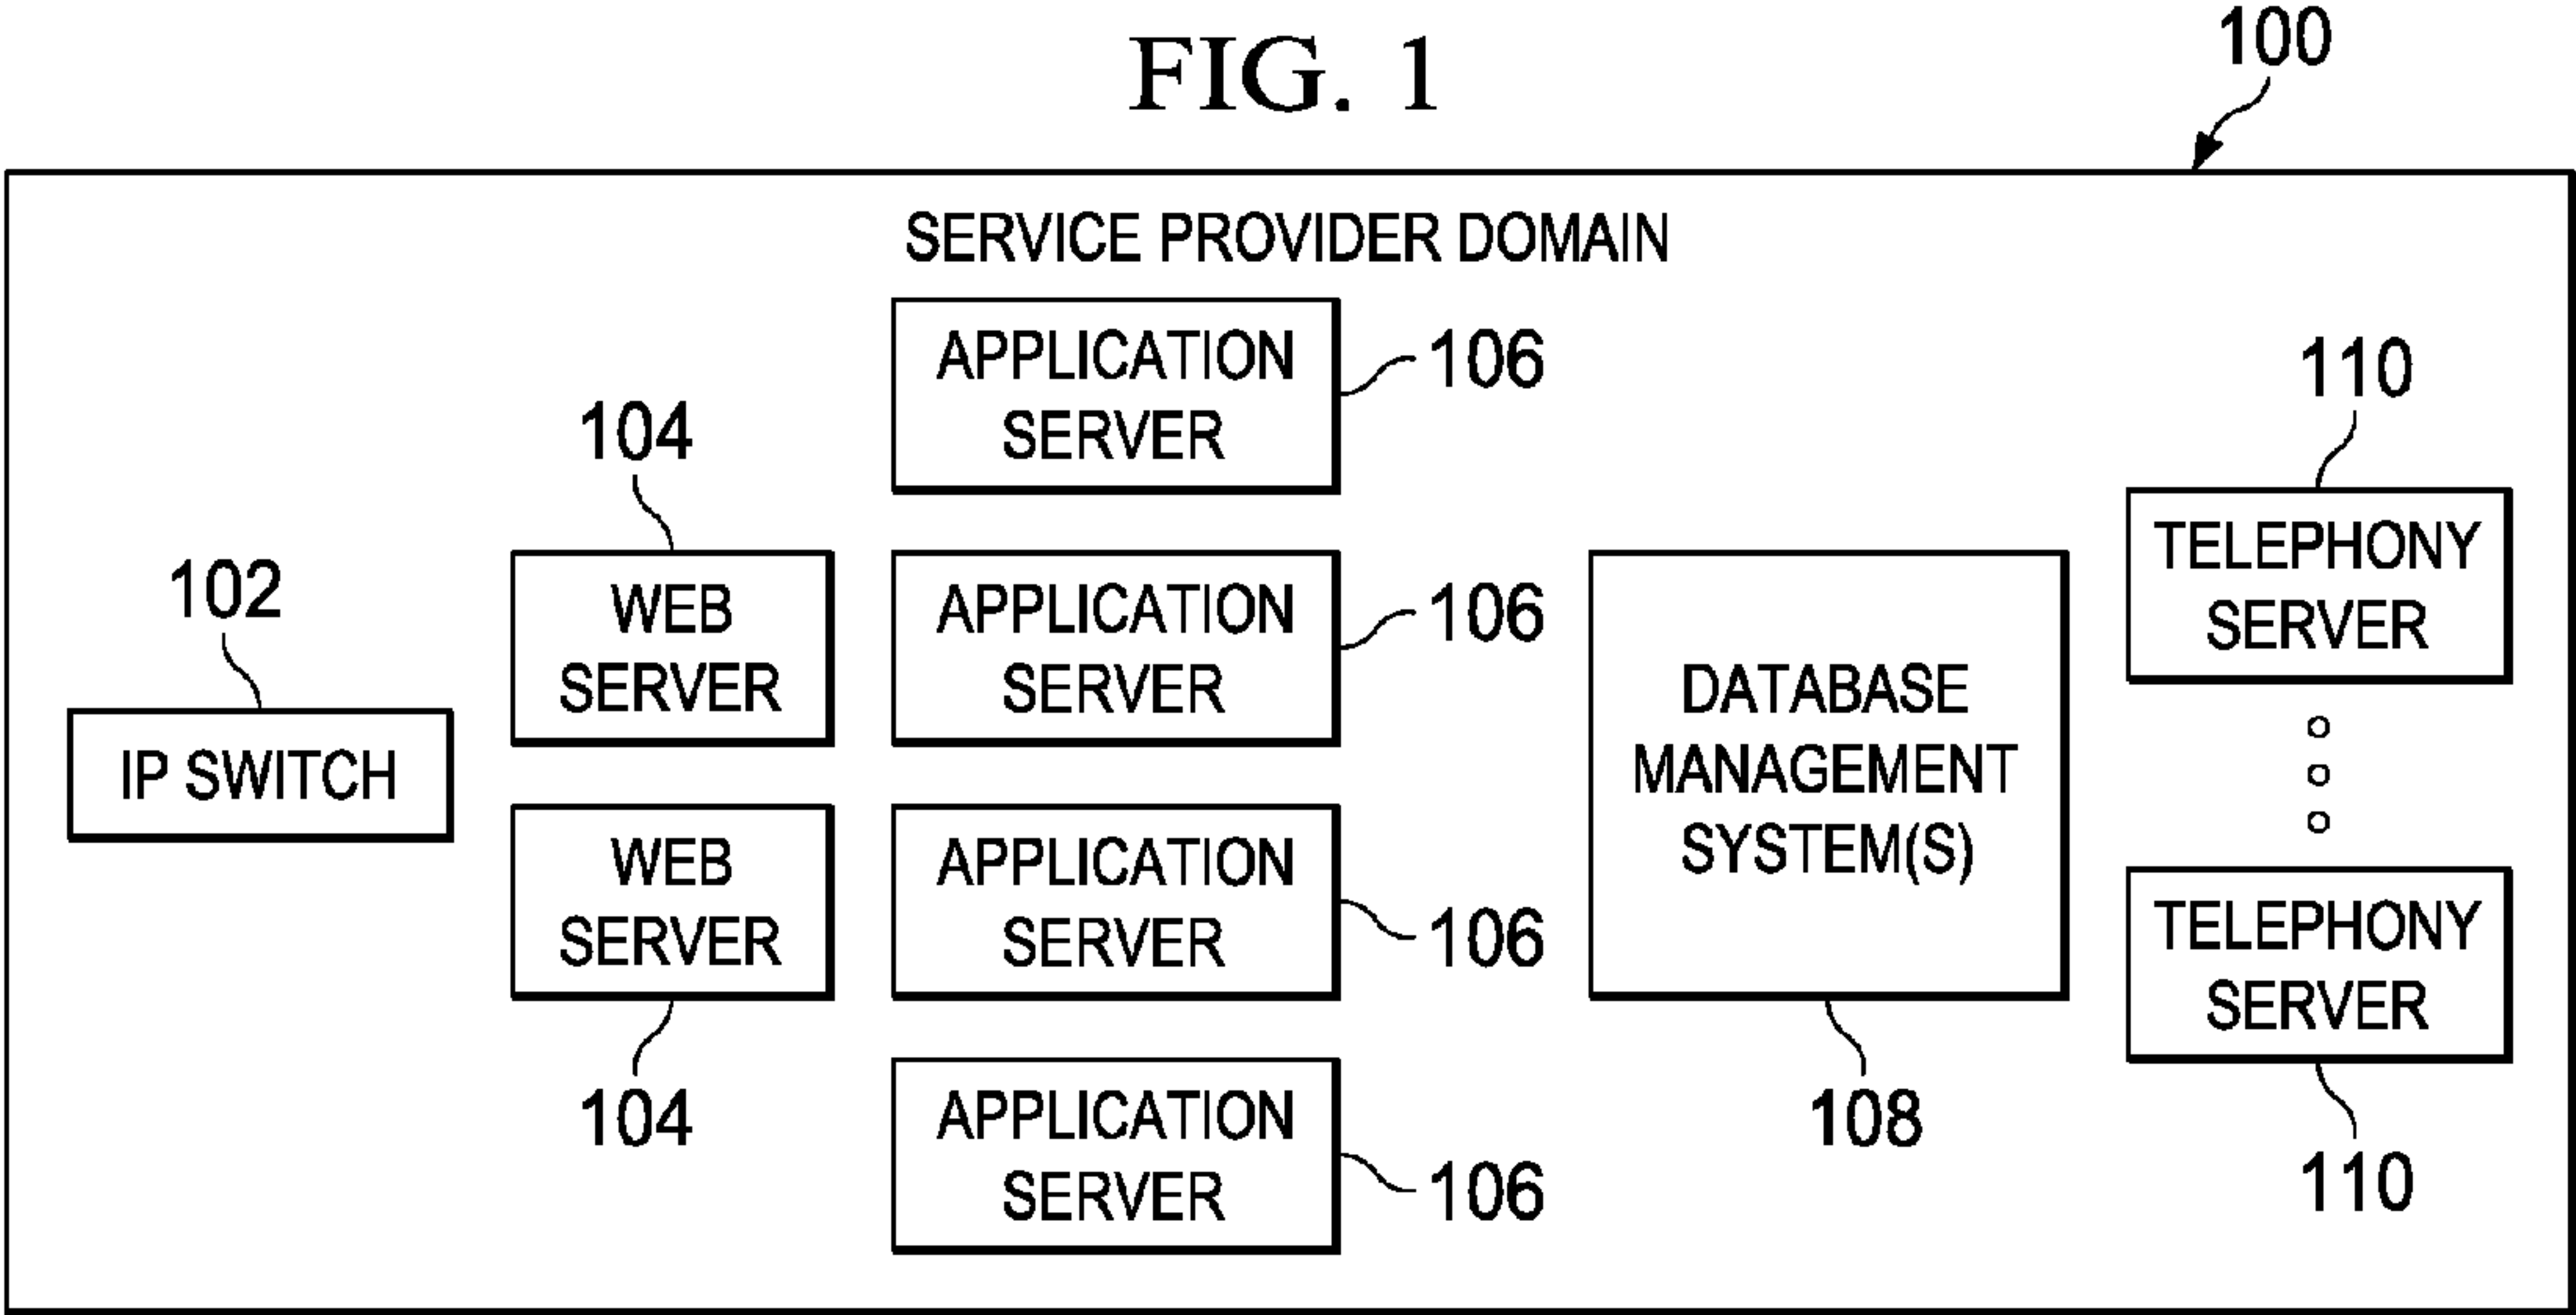 FIG. 1
100
SERVICE PROVIDER DOMAIN
102
IP SWITCH
104
WEB
SERVER
WEB
SERVER
104
APPLICATION
SERVER
106
APPLICATION
SERVER
106
APPLICATION
SERVER
106
APPLICATION
SERVER
106
DATABASE
MANAGEMENT
SYSTEM(S)
108
110
TELEPHONY
SERVER
TELEPHONY
SERVER
110